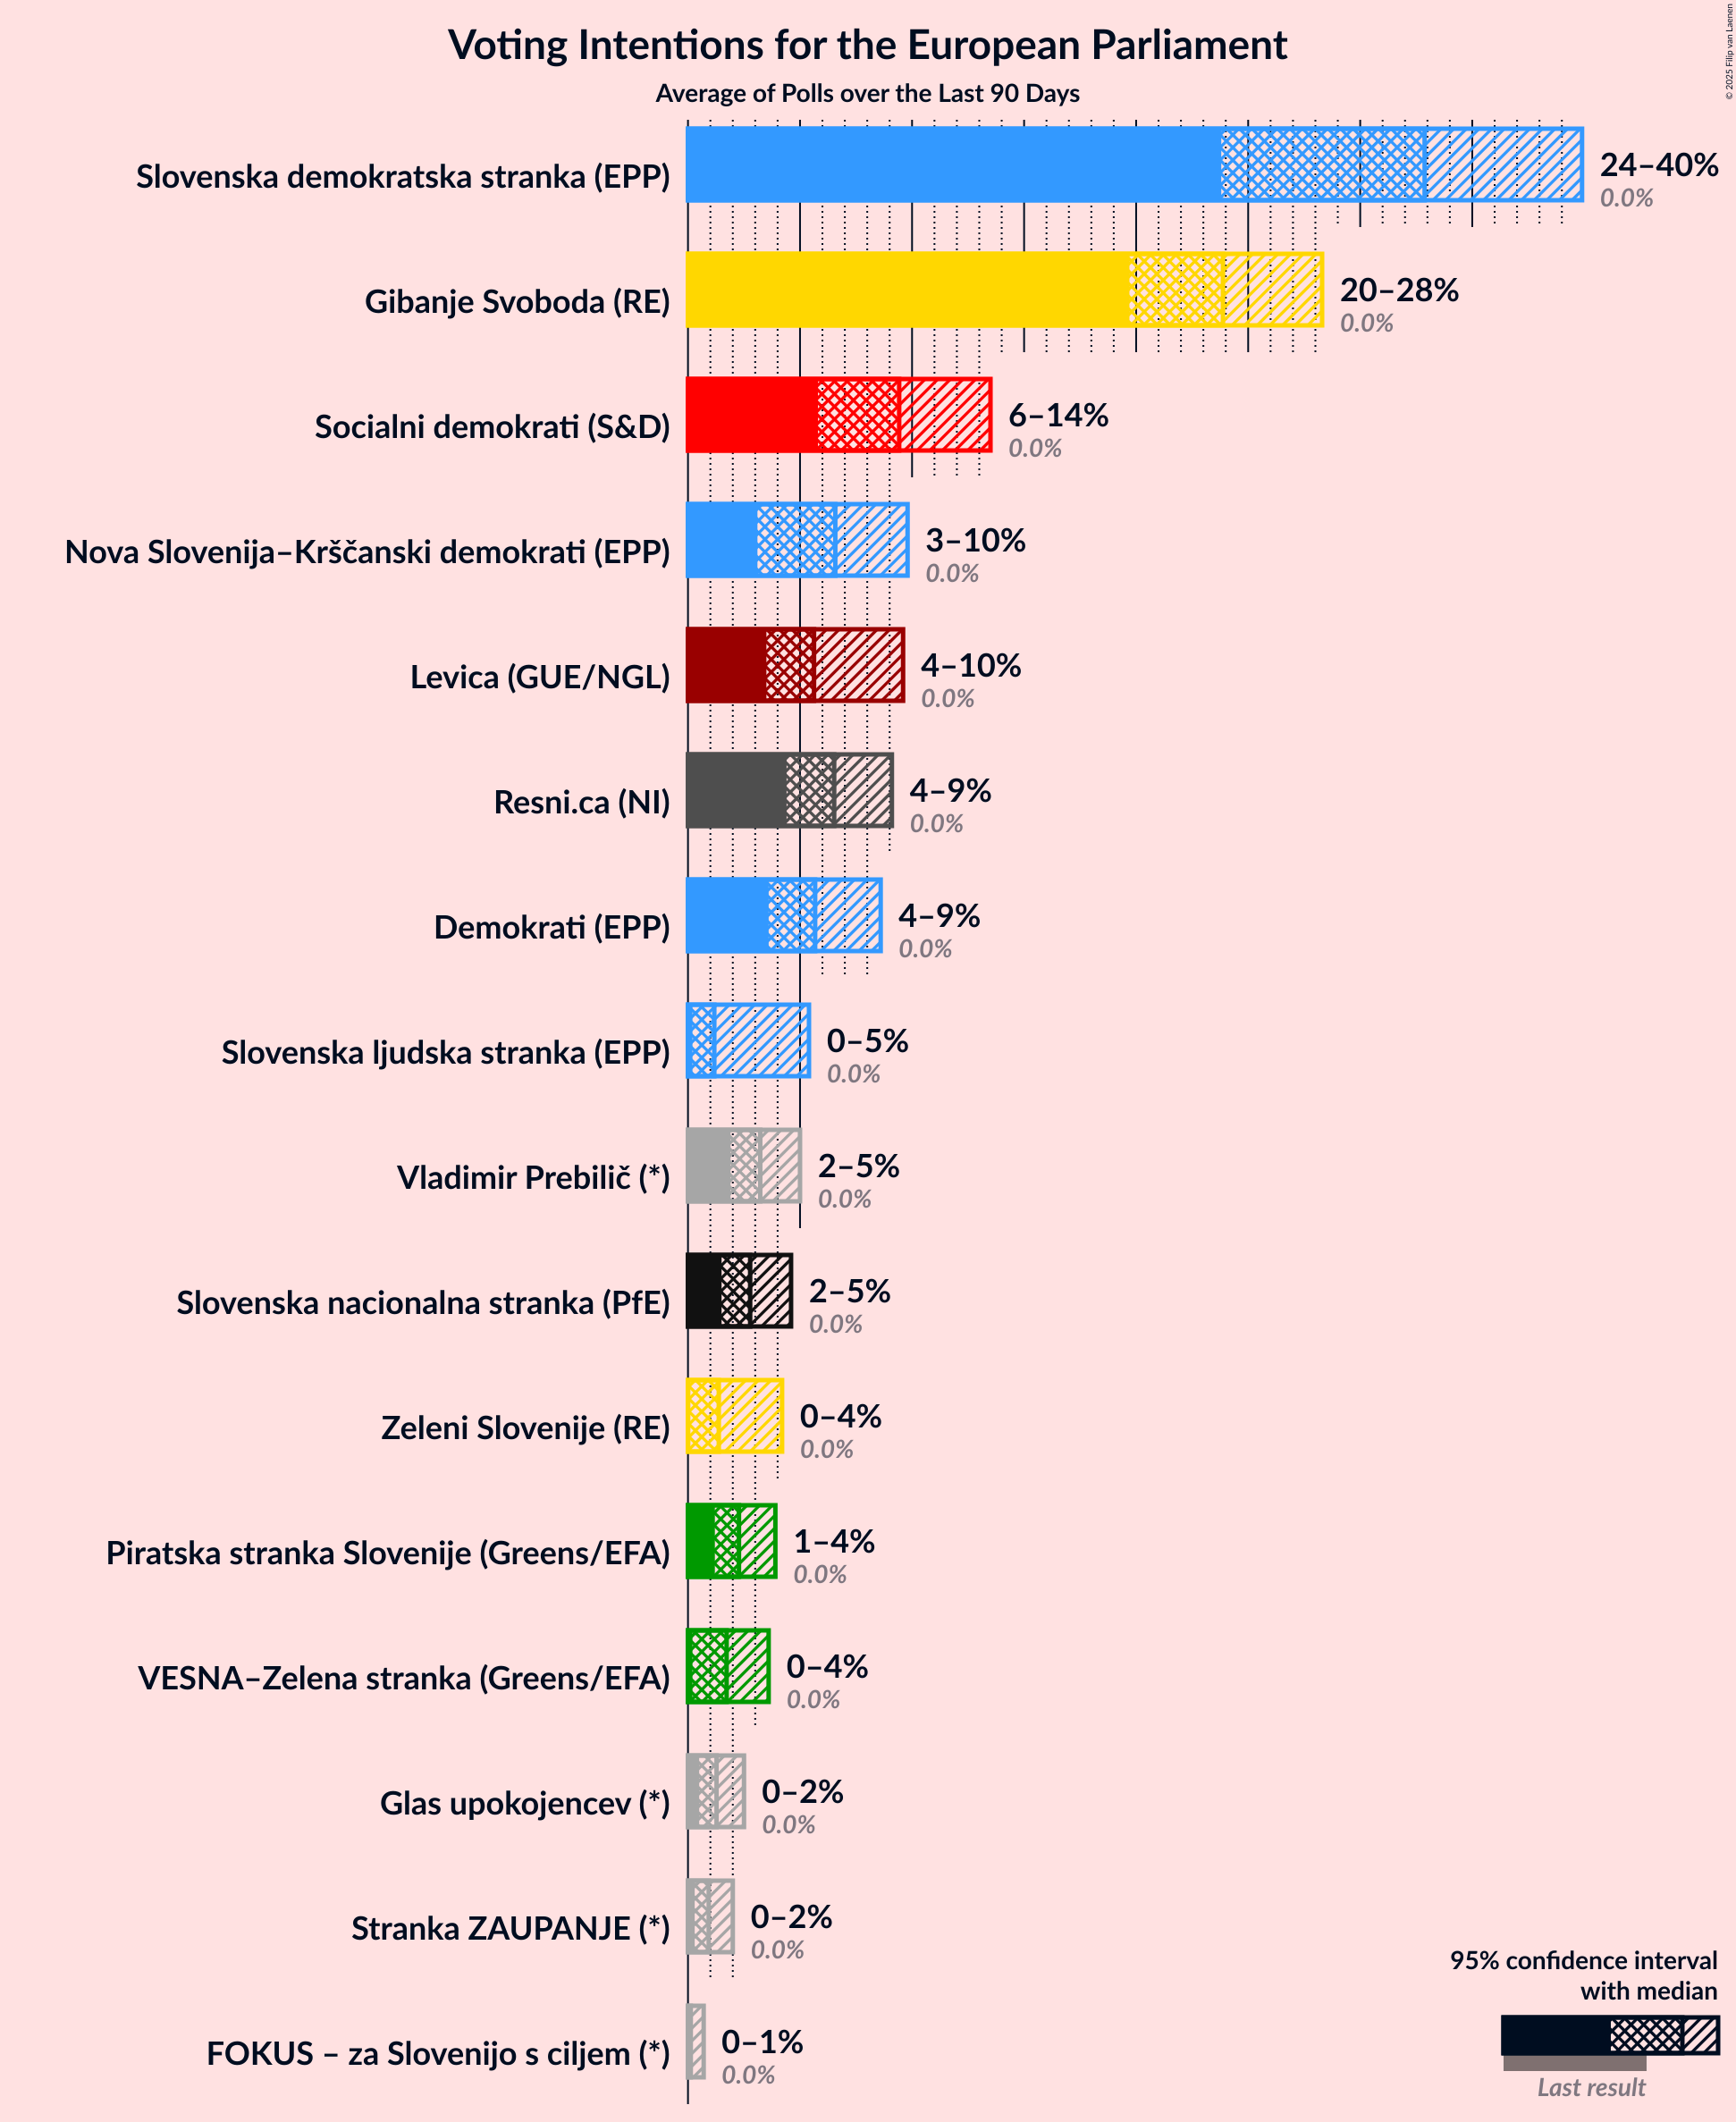 © 2025 Filip van Laenen
Voting Intentions for the European Parliament
Average of Polls over the Last 90 Days
Slovenska demokratska stranka (EPP)
24–40%
0.0%
Gibanje Svoboda (RE)
20–28%
0.0%
Socialni demokrati (S&D)
6–14%
0.0%
Nova Slovenija–Krščanski demokrati (EPP)
3–10%
0.0%
Levica (GUE/NGL)
4–10%
0.0%
Resni.ca (NI)
4–9%
0.0%
Demokrati (EPP)
4–9%
0.0%
Slovenska ljudska stranka (EPP)
0–5%
0.0%
Vladimir Prebilič (*)
2–5%
0.0%
Slovenska nacionalna stranka (PfE)
2–5%
0.0%
Zeleni Slovenije (RE)
0–4%
0.0%
Piratska stranka Slovenije (Greens/EFA)
1–4%
0.0%
VESNA–Zelena stranka (Greens/EFA)
0–4%
0.0%
Glas upokojencev (*)
0–2%
0.0%
Stranka ZAUPANJE (*)
0–2%
0.0%
FOKUS – za Slovenijo s ciljem (*)
0–1%
0.0%
95% confidence interval
with median
Last result